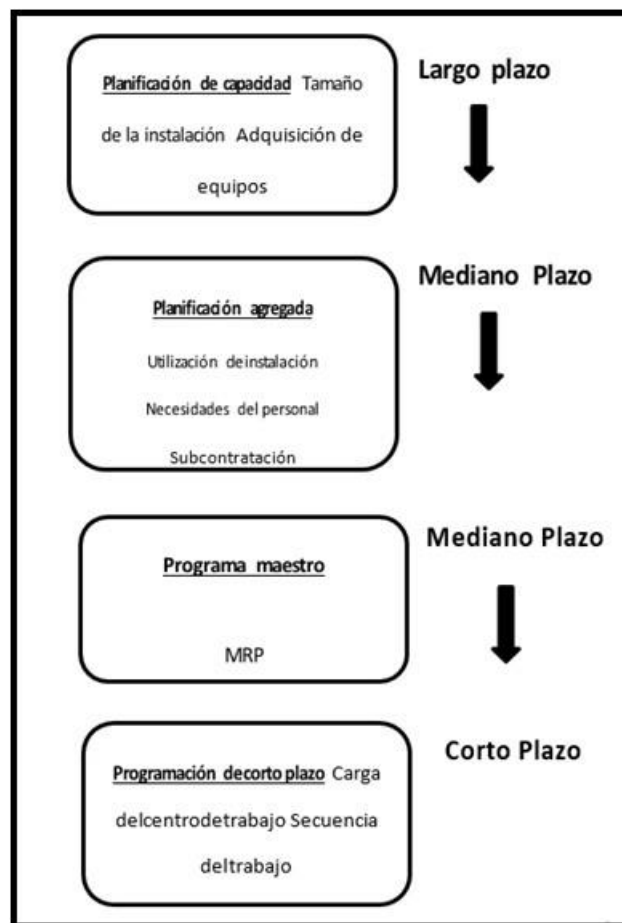 Planificación de capacidad Tamaño
de la instalación Adquisición de
equipos
Largo plazo
Planificación agregada
Utilización deinstalación
Necesidades del personal
Subcontratación
Mediano Plazo
Programa maestro
MRP
Mediano Plazo
Programación decorto plazo Carga
delcentrodetrabajo Secuencia
deltrabajo
Corto Plazo